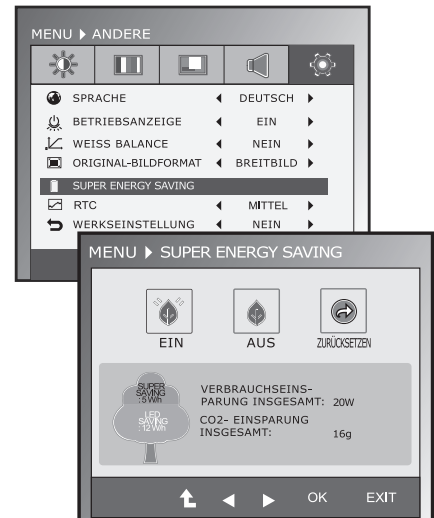 MENU ANDERE
SPRACHE DEUTSCH
BETRIEBSANZEIGE EIN
WEISS BALANCE NEIN
ORIGINAL-BILDFORMAT BREITBILD
SUPER ENERGY SAVING
RTC MITTEL
WERKSEINSTELLUNG NEIN
MENU SUPER ENERGY SAVING
EIN AUS ZURÜCKSETZEN
SUPER
SAVING
: 5 W/h
LED
SAVING
: 12 W/h
VERBRAUCHSEINS-
PARUNG INSGESAMT: 20W
CO2- EINSPARUNG
INSGESAMT: 16g
OK EXIT